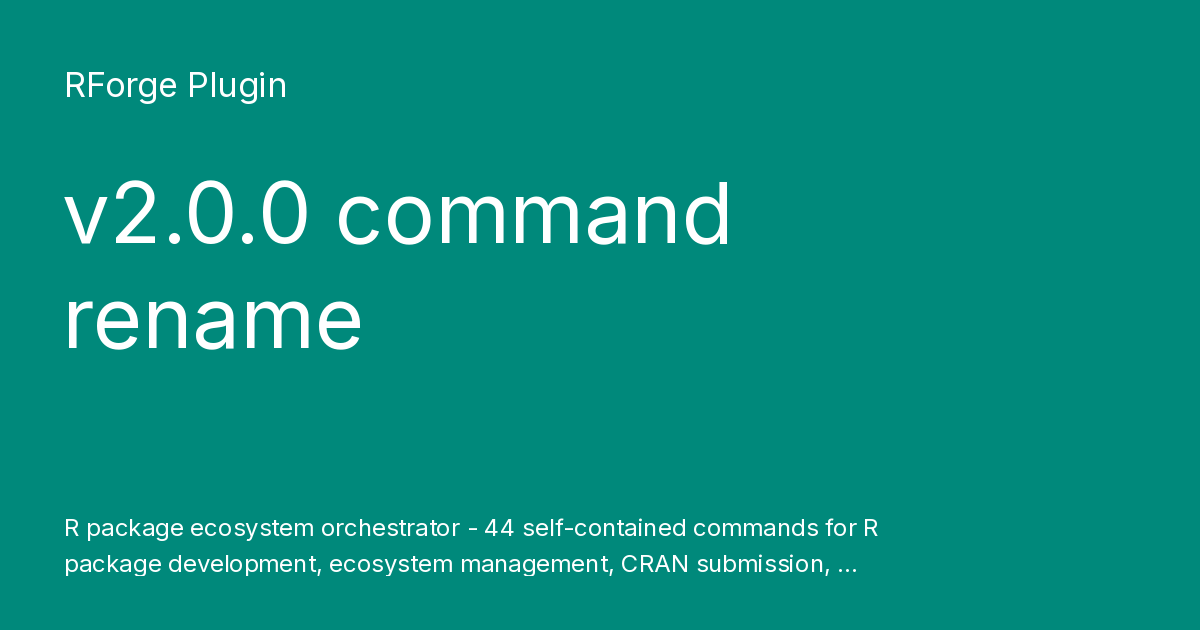 RForge Plugin
v2.0.0 command
rename
R package ecosystem orchestrator - 44 self-contained commands for R
package development, ecosystem management, CRAN submission, ...